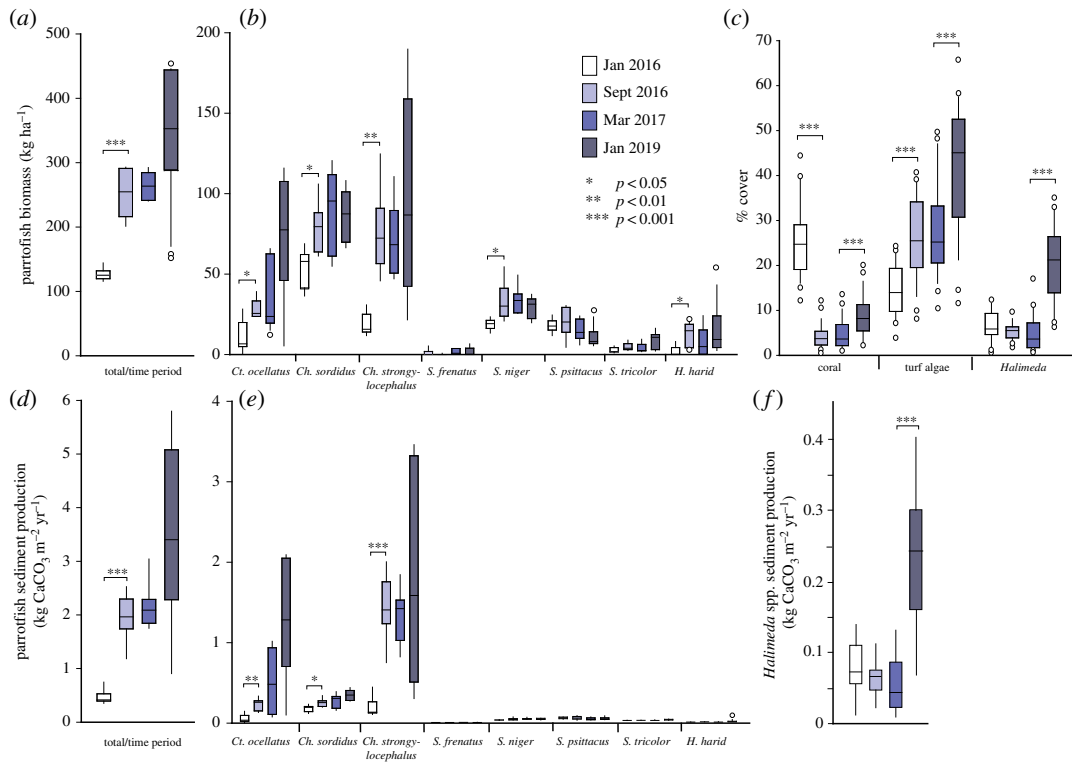 (a)
500
400
300
200
100
0
parrtofish biomass (kg ha−1)
***
total/time period
(b)
200
150
100
50
0
*
*
**
*
*
Ct. ocellatus
Ch. sordidus
Ch. strongy-
locephalus
S. frenatus
S. niger
S. psittacus
S. tricolor
H. harid
Jan 2016
Sept 2016
Mar 2017
Jan 2019
* p < 0.05
** p < 0.01
*** p < 0.001
(c)
70
60
50
40
30
20
10
0
% cover
***
***
***
***
***
coral
turf algae
Halimeda
(d)
6
5
4
3
2
1
0
parrotfish sediment production
(kg CaCO3 m−2 yr−1)
***
total/time period
(e)
4
3
2
1
0
**
*
***
Ct. ocellatus
Ch. sordidus
Ch. strongy-
locephalus
S. frenatus
S. niger
S. psittacus
S. tricolor
H. harid
(f)
0.4
0.3
0.2
0.1
0
Halimeda spp. sediment production
(kg CaCO3 m−2 yr−1)
***